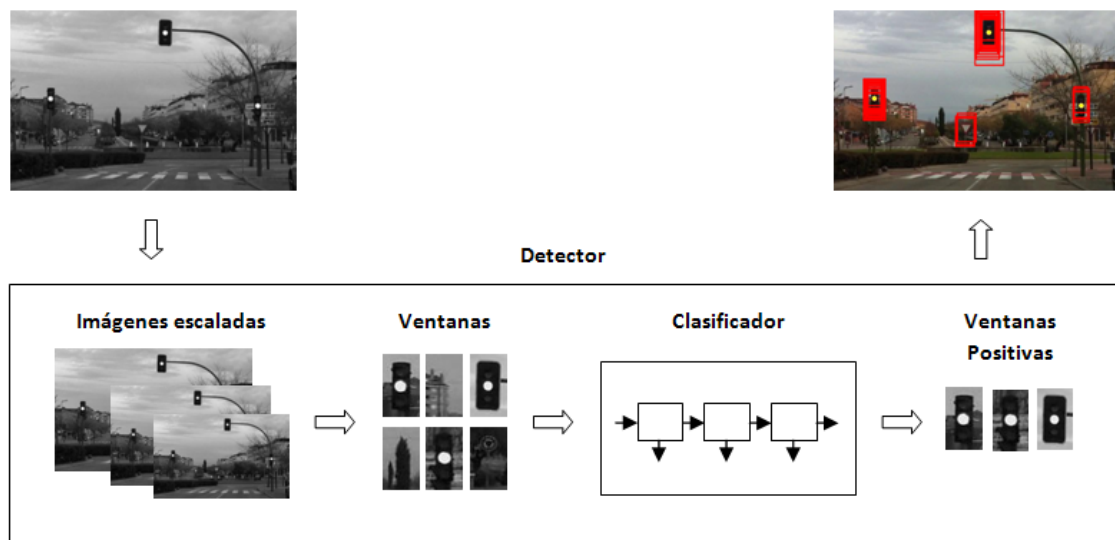 Detector
Imágenes escaladas
Ventanas
Clasificador
Ventanas
Positivas